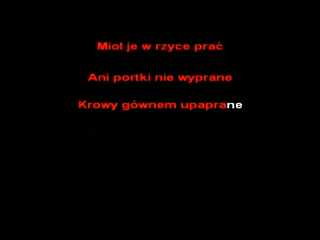 Mioł je w rzyce prać
Ani portki nie wyprane
Krowy gównem upaprane